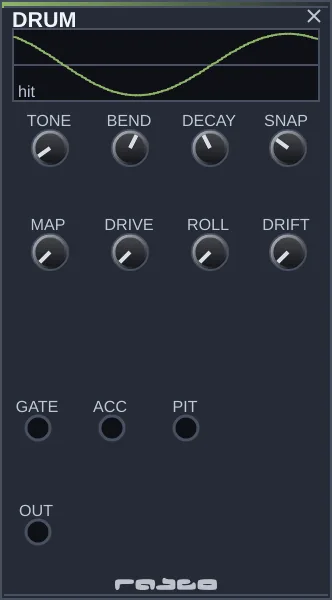 DRUM
hit
TONE BEND DECAY SNAP
MAP DRIVE ROLL DRIFT
GATE ACC PIT
OUT